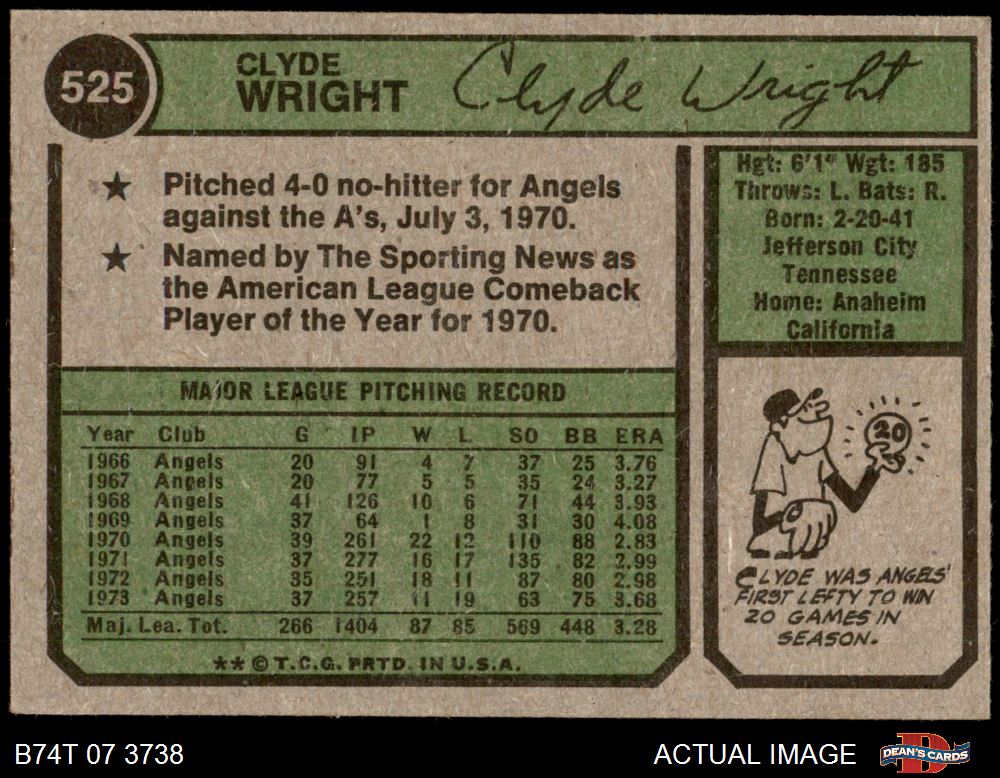 525
CLYDE
WRIGHT
Clyde Wright
★ Pitched 4-0 no-hitter for Angels
against the A's, July 3, 1970.
★ Named by The Sporting News as
the American League Comeback
Player of the Year for 1970.
MAJOR LEAGUE PITCHING RECORD
Year Club G IP W L SO BB ERA
1966 Angels 20 91 4 7 37 25 3.76
1967 Angels 20 77 5 5 35 24 3.27
1968 Angels 41 126 10 6 71 44 3.93
1969 Angels 37 64 1 8 31 30 4.08
1970 Angels 39 261 22 12 110 88 2.83
1971 Angels 37 277 16 17 135 82 2.99
1972 Angels 35 251 18 11 87 80 2.98
1973 Angels 37 257 11 19 63 75 3.68
Maj. Lea. Tot. 266 1404 87 85 569 448 3.28
** © T.C.G. PRTD. IN U.S.A.
Hgt: 6'1" Wgt: 185
Throws: L. Bats: R.
Born: 2-20-41
Jefferson City
Tennessee
Home: Anaheim
California
20
CLYDE WAS ANGELS'
FIRST LEFTY TO WIN
20 GAMES IN
SEASON.
B74T 07 3738
ACTUAL IMAGE
DEAN'S CARDS